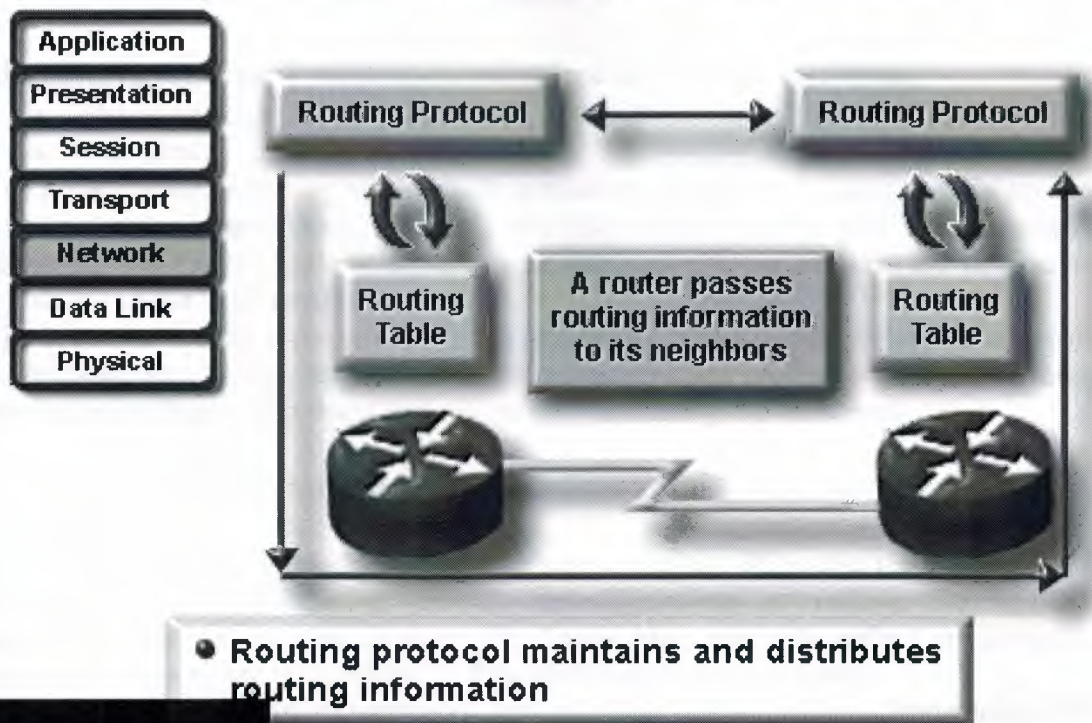 Application
Presentation
Session
Transport
Network
Data Link
Physical
Routing Protocol
Routing Protocol
Routing
Table
A router passes
routing information
to its neighbors
Routing
Table
Routing protocol maintains and distributes
routing information